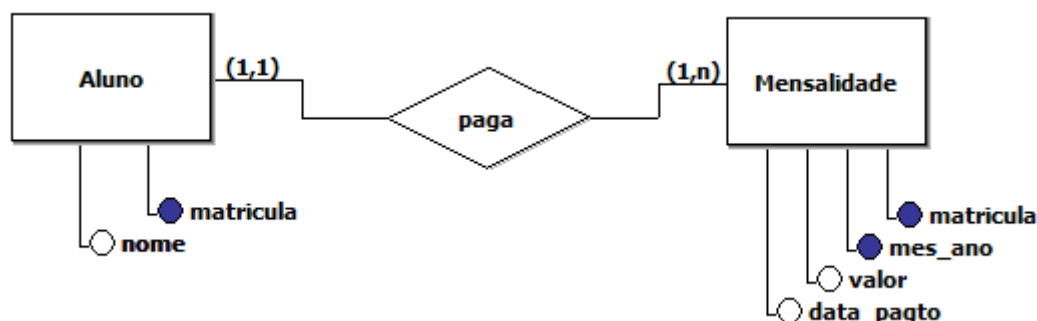 Aluno
(1,1)
paga
(1,n)
Mensalidade
matricula
nome
matricula
mes_ano
valor
data_pagto